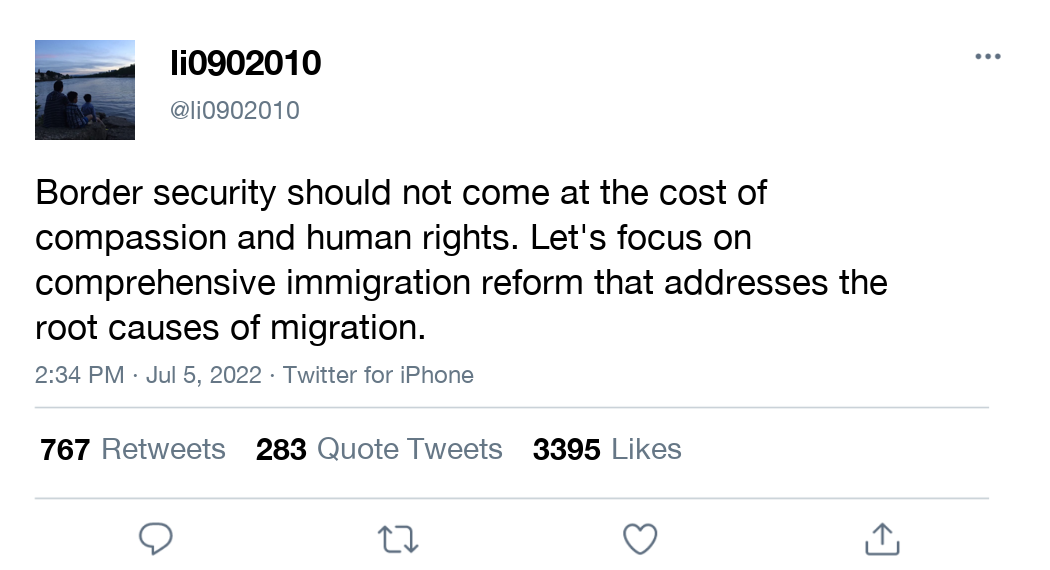 li0902010
@li0902010
Border security should not come at the cost of
compassion and human rights. Let's focus on
comprehensive immigration reform that addresses the
root causes of migration.
2:34 PM · Jul 5, 2022 · Twitter for iPhone
767 Retweets 283 Quote Tweets 3395 Likes